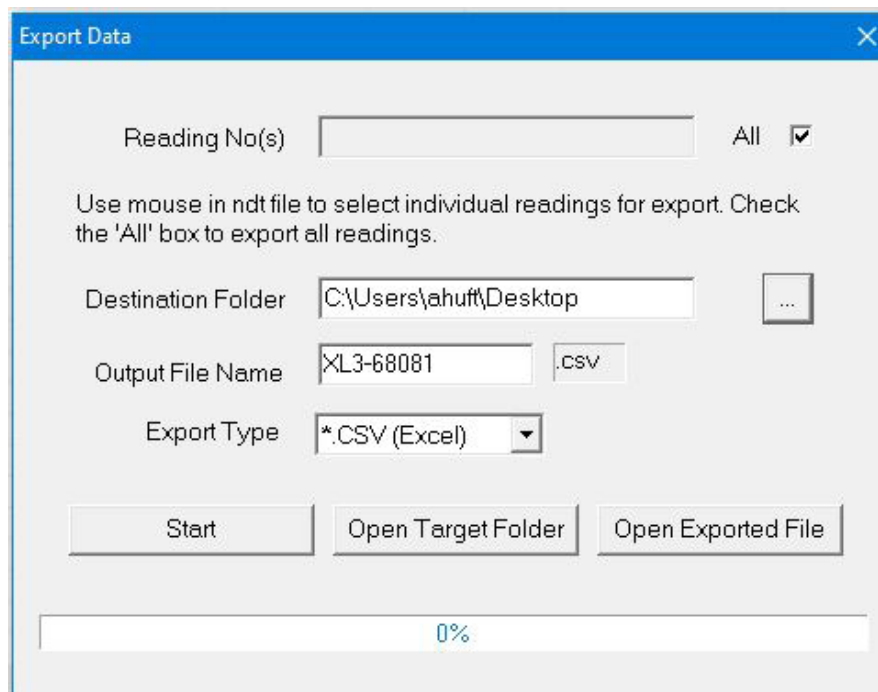 Export Data
Reading No(s)
All
Use mouse in ndt file to select individual readings for export. Check
the 'All' box to export all readings.
Destination Folder
C:\Users\ahuft\Desktop
...
Output File Name
XL3-68081
.csv
Export Type
*.CSV (Excel)
Start
Open Target Folder
Open Exported File
0%